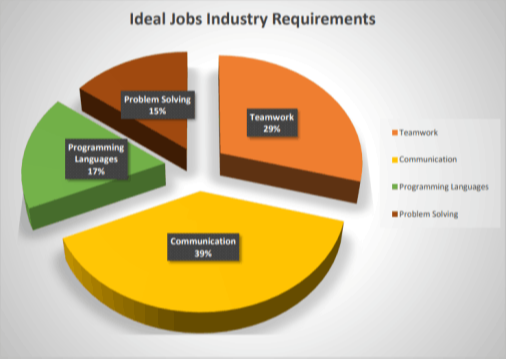 Ideal Jobs Industry Requirements
Problem Solving
15%
Teamwork
29%
Programming
Languages
17%
Communication
39%
Teamwork
Communication
Programming Languages
Problem Solving